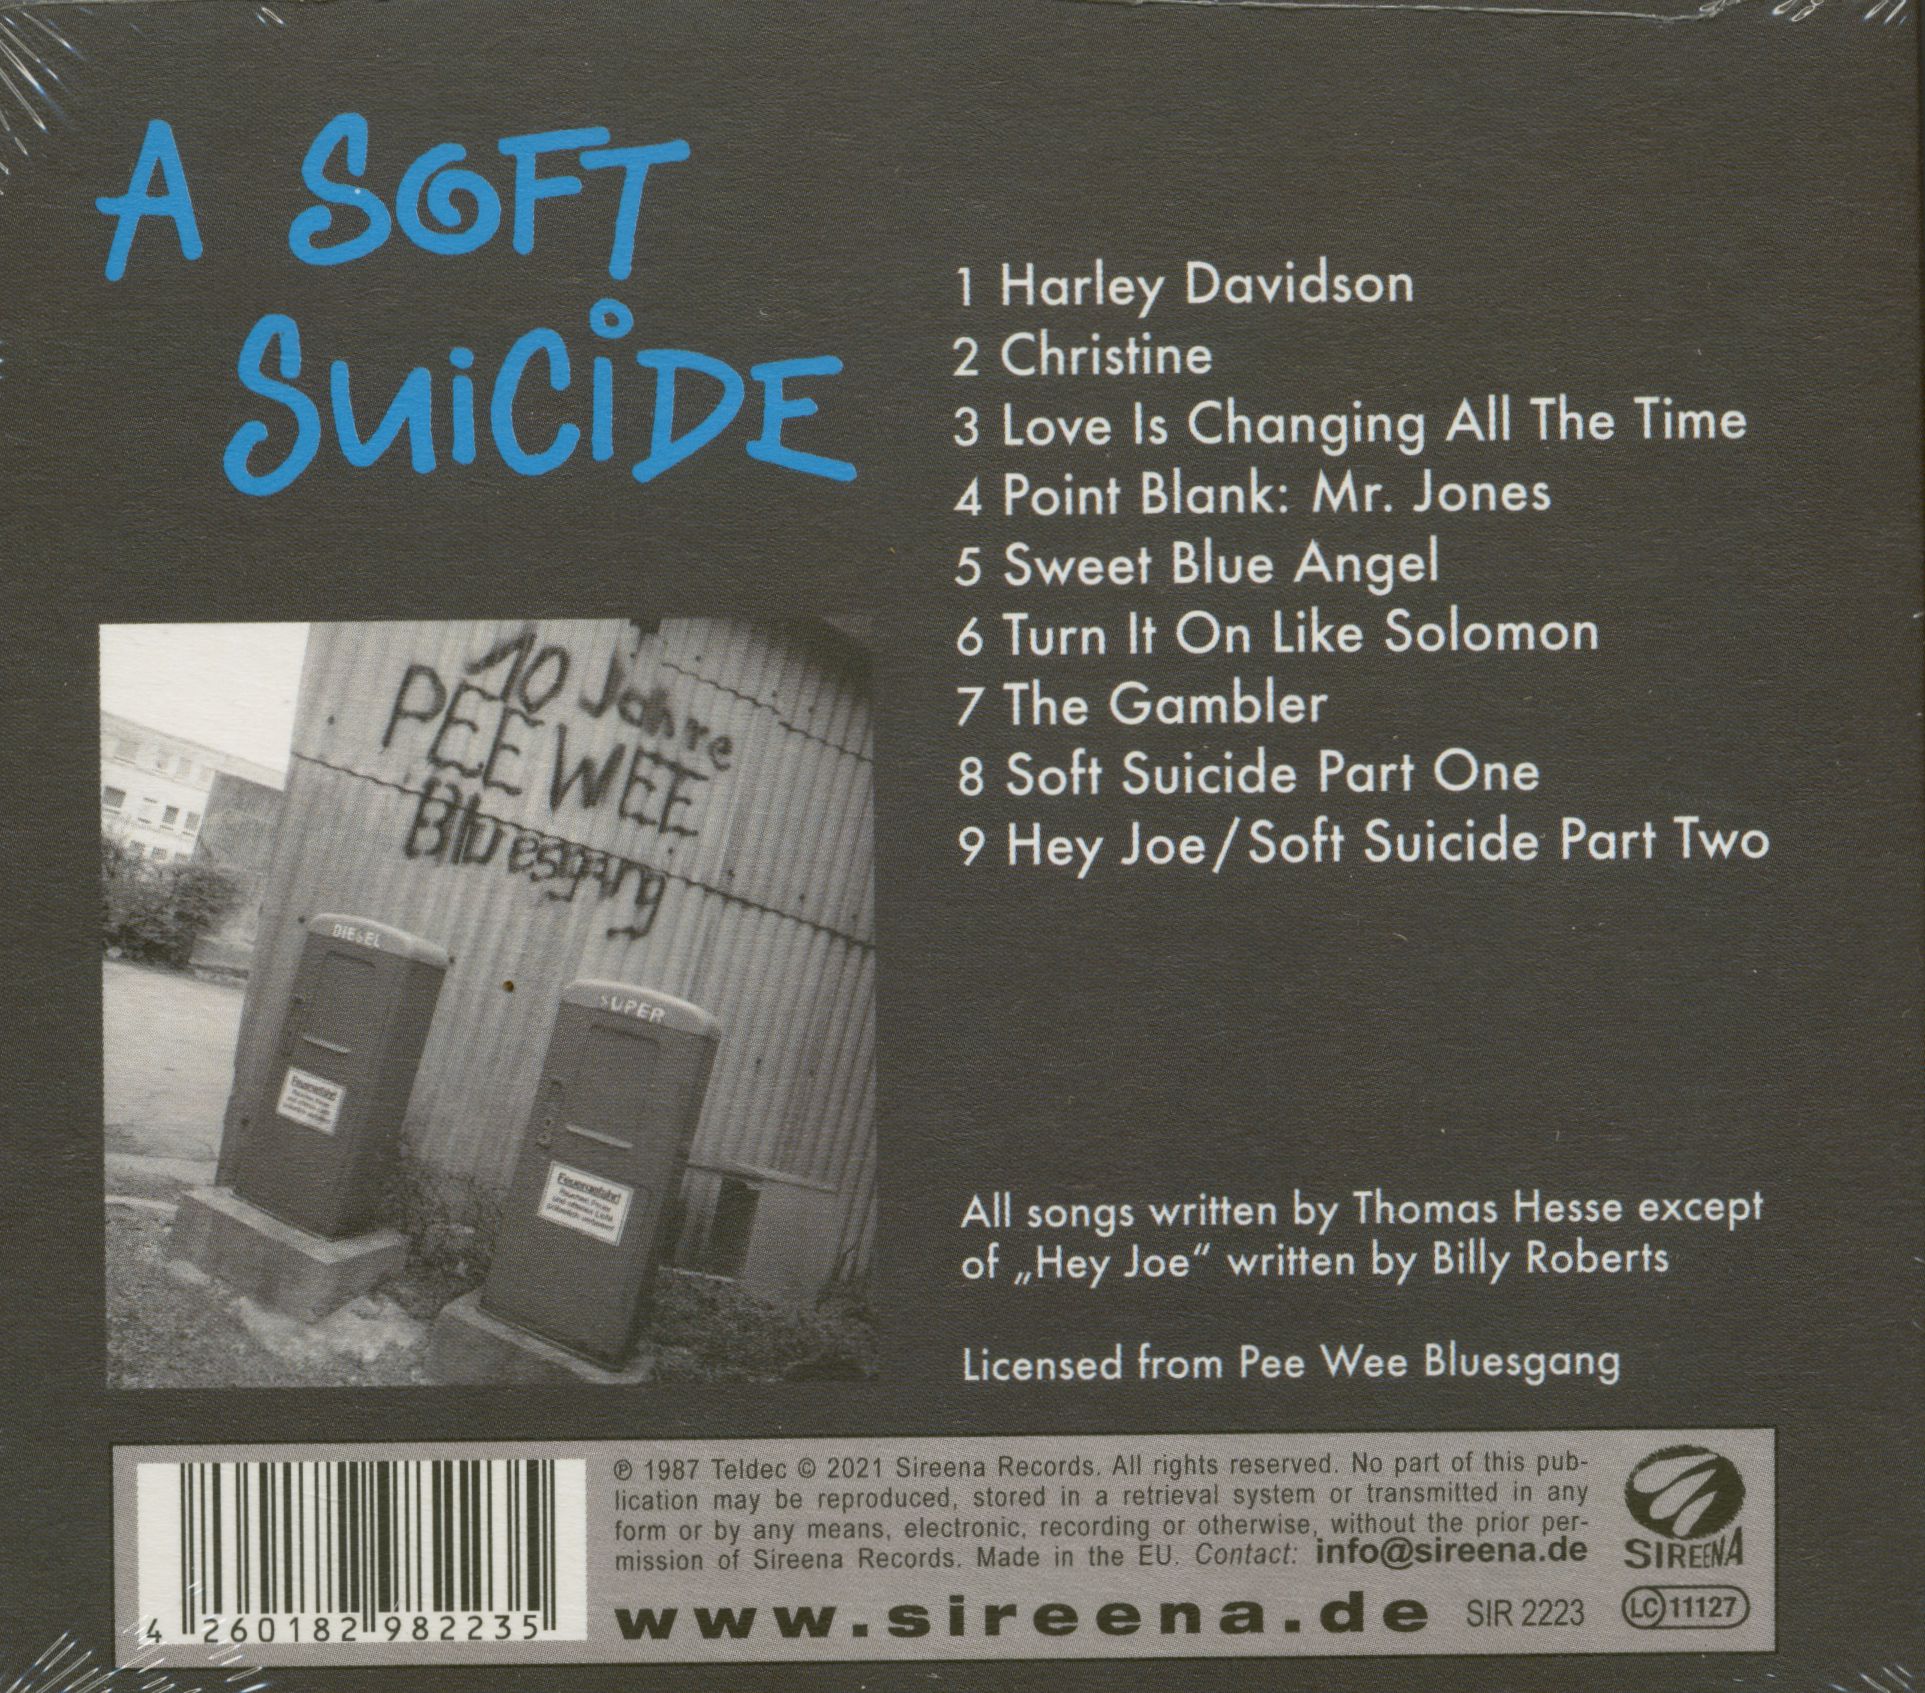 A SOFT
SUICIDE
1 Harley Davidson
2 Christine
3 Love Is Changing All The Time
4 Point Blank: Mr. Jones
5 Sweet Blue Angel
6 Turn It On Like Solomon
7 The Gambler
8 Soft Suicide Part One
9 Hey Joe/Soft Suicide Part Two
10 Jahre
PEE WEE
Bluesgang
DIESEL
SUPER
All songs written by Thomas Hesse except
of „Hey Joe“ written by Billy Roberts
Licensed from Pee Wee Bluesgang
4 260182 982235
℗ 1987 Teldec © 2021 Sireena Records. All rights reserved. No part of this pub-
lication may be reproduced, stored in a retrieval system or transmitted in any
form or by any means, electronic, recording or otherwise, without the prior per-
mission of Sireena Records. Made in the EU. Contact: info@sireena.de
www.sireena.de SIR 2223
SIREENA
LC 11127